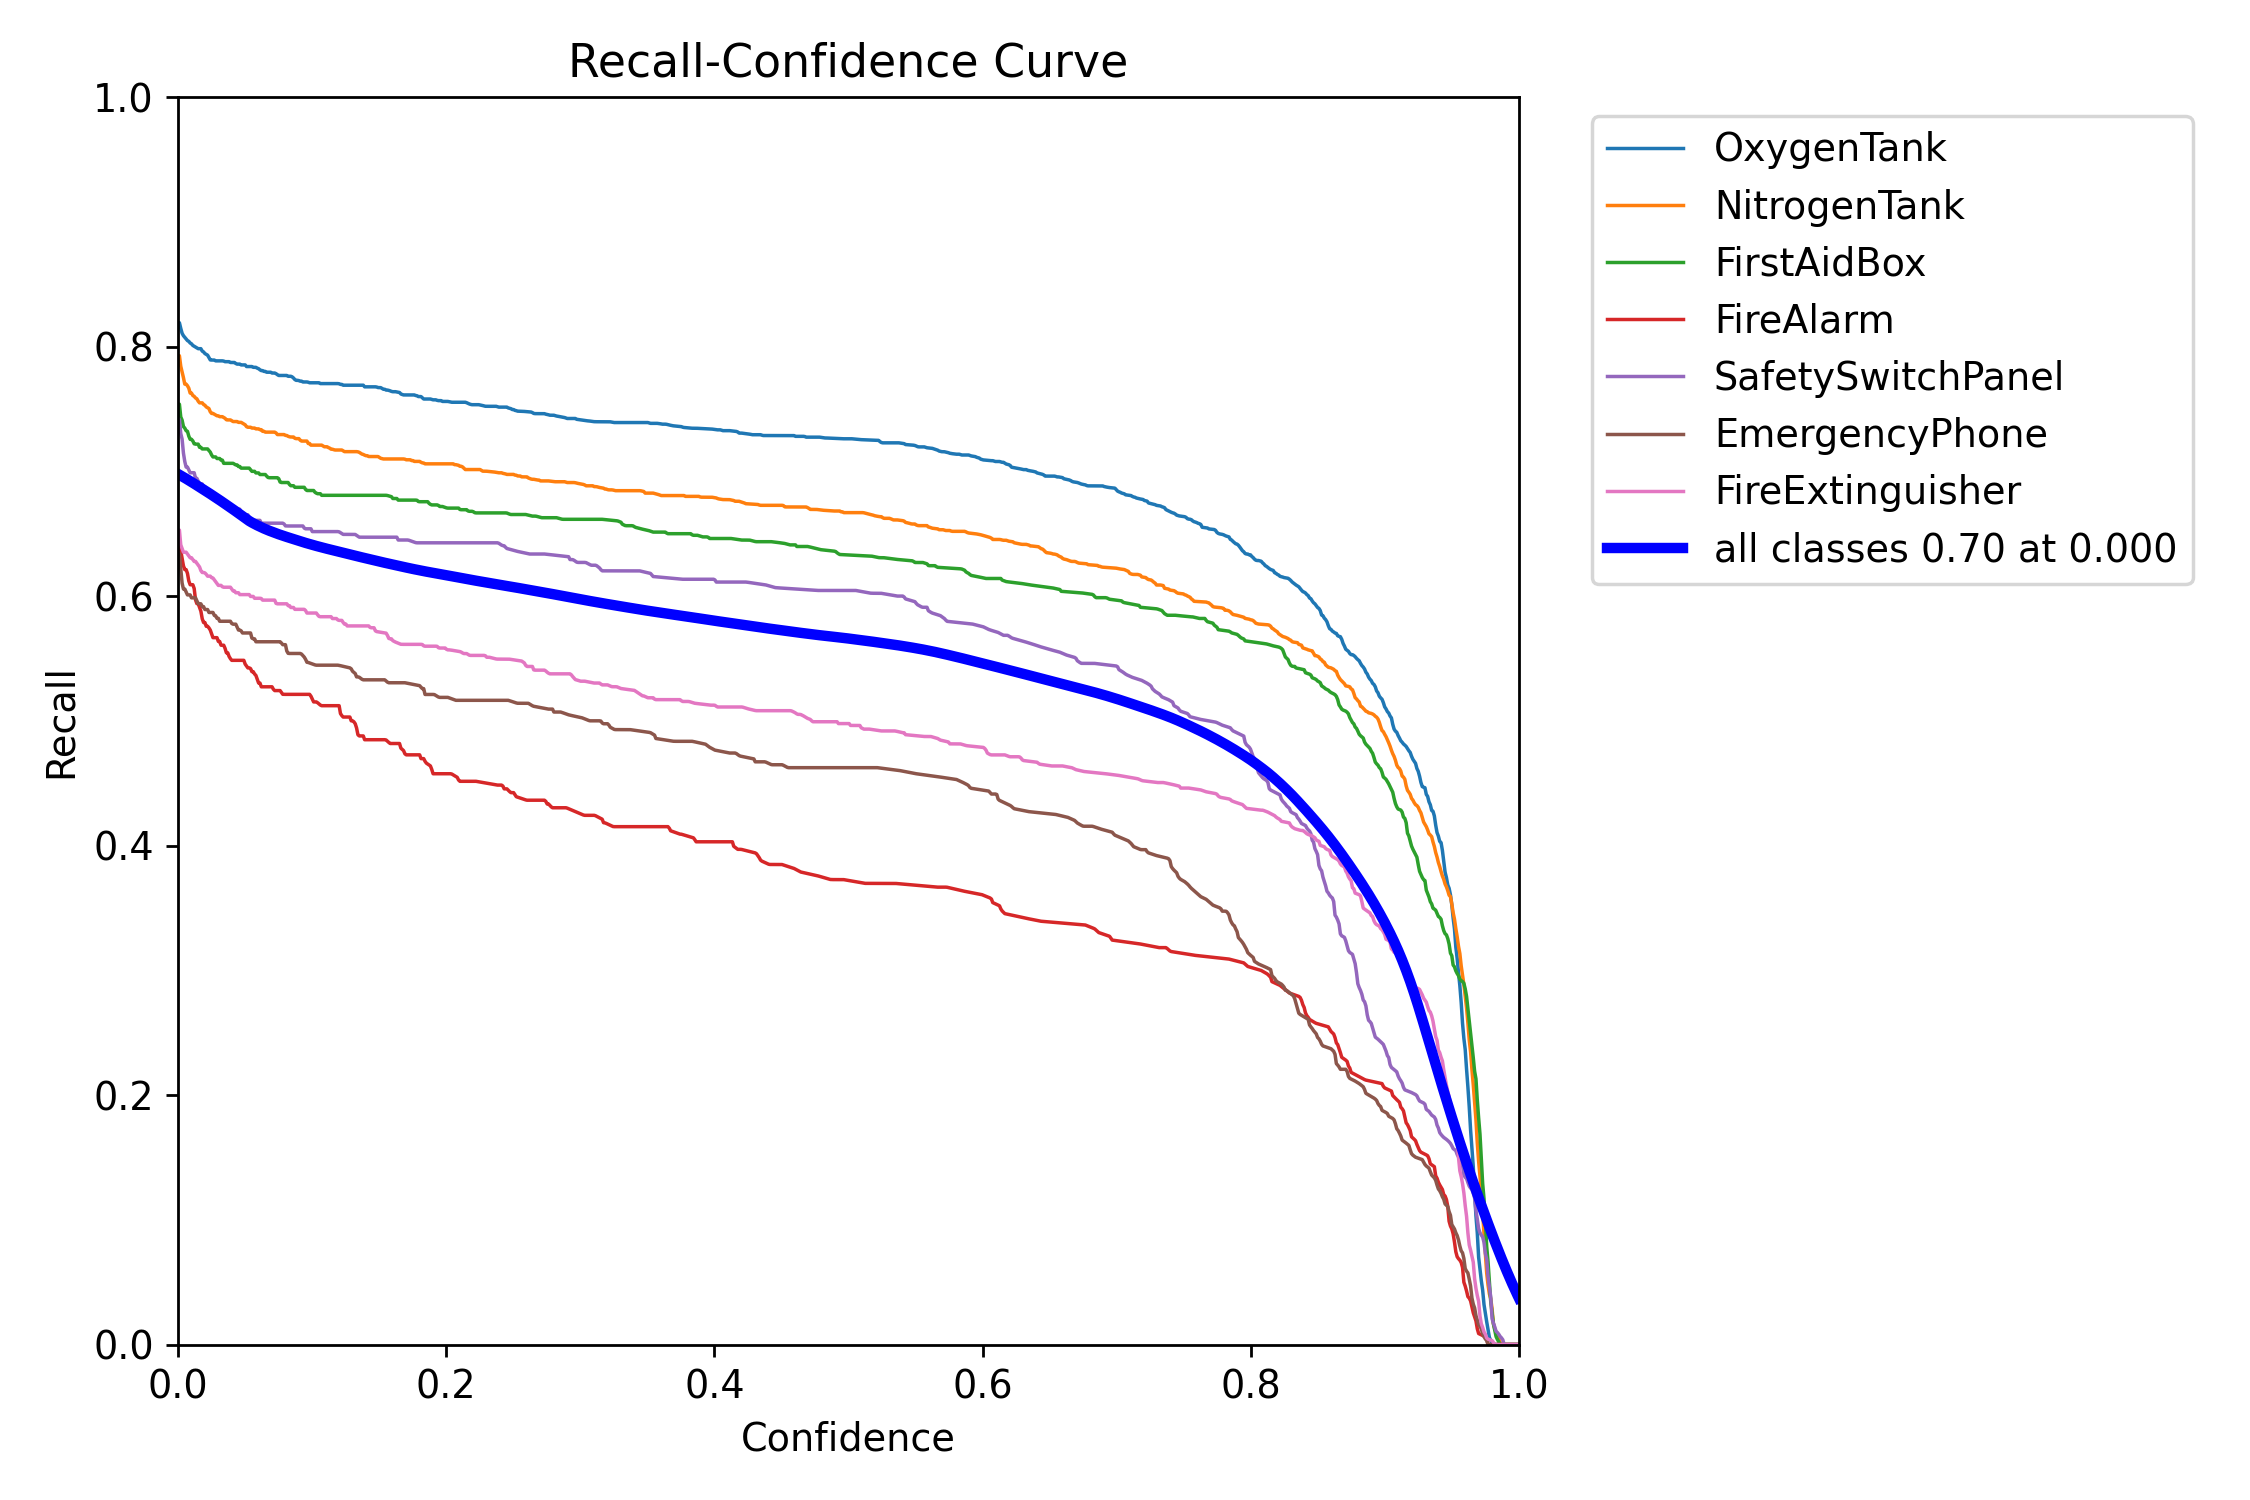 Recall-Confidence Curve
1.0
0.8
0.6
0.4
0.2
0.0
Recall
0.0 0.2 0.4 0.6 0.8 1.0
Confidence
OxygenTank
NitrogenTank
FirstAidBox
FireAlarm
SafetySwitchPanel
EmergencyPhone
FireExtinguisher
all classes 0.70 at 0.000